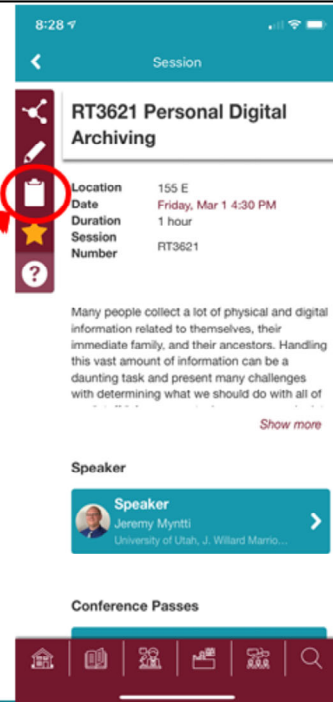 8:28
Session
RT3621 Personal Digital
Archiving
Location 155 E
Date Friday, Mar 1 4:30 PM
Duration 1 hour
Session
Number RT3621
?
Many people collect a lot of physical and digital
information related to themselves, their
immediate family, and their ancestors. Handling
this vast amount of information can be a
daunting task and present many challenges
with determining what we should do with all of
Show more
Speaker
Speaker
Jeremy Myntti
University of Utah, J. Willard Marrio...
Conference Passes